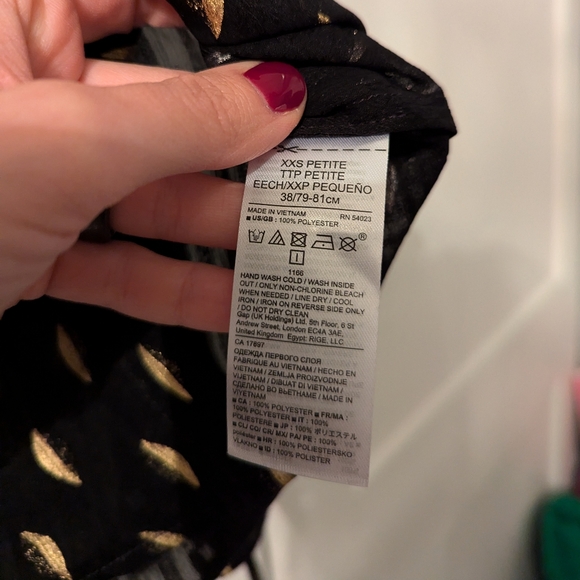 XXS PETITE
TTP PETITE
EECH/XXP PEQUEÑO
38/79-81CM
MADE IN VIETNAM RN 54023
■ US/GB : 100% POLYESTER
®
1166
HAND WASH COLD / WASH INSIDE
OUT / ONLY NON-CHLORINE BLEACH
WHEN NEEDED / LINE DRY / COOL
IRON / IRON ON REVERSE SIDE ONLY
/ DO NOT DRY CLEAN
Gap (UK Holdings) Ltd. 5th Floor, 6 St
Andrew Street, London EC4A 3AE,
United Kingdom Egypt: RIGE, LLC
CA 17897
ОДЕЖДА ПЕРВОГО СЛОЯ
FABRIQUÉ AU VIETNAM / HECHO EN
VIETNAM / ZEMLJA PROIZVODNJE
VIJETNAM / DIBUAT DI VIETNAM /
СДЕЛАНО ВО ВЬЕТНАМЕ / MADE IN
VIYETNAM
■ CA : 100% POLYESTER ■ FR/MA :
100% POLYESTER ■ IT : 100%
POLIESTERE ■ JP : 100% ポリエステル
■ CL/ CO/ CR/ MX/ PA/ PE : 100%
poliéster ■ HR : 100% POLIESTERSKO
VLAKNO ■ ID : 100% POLISTER